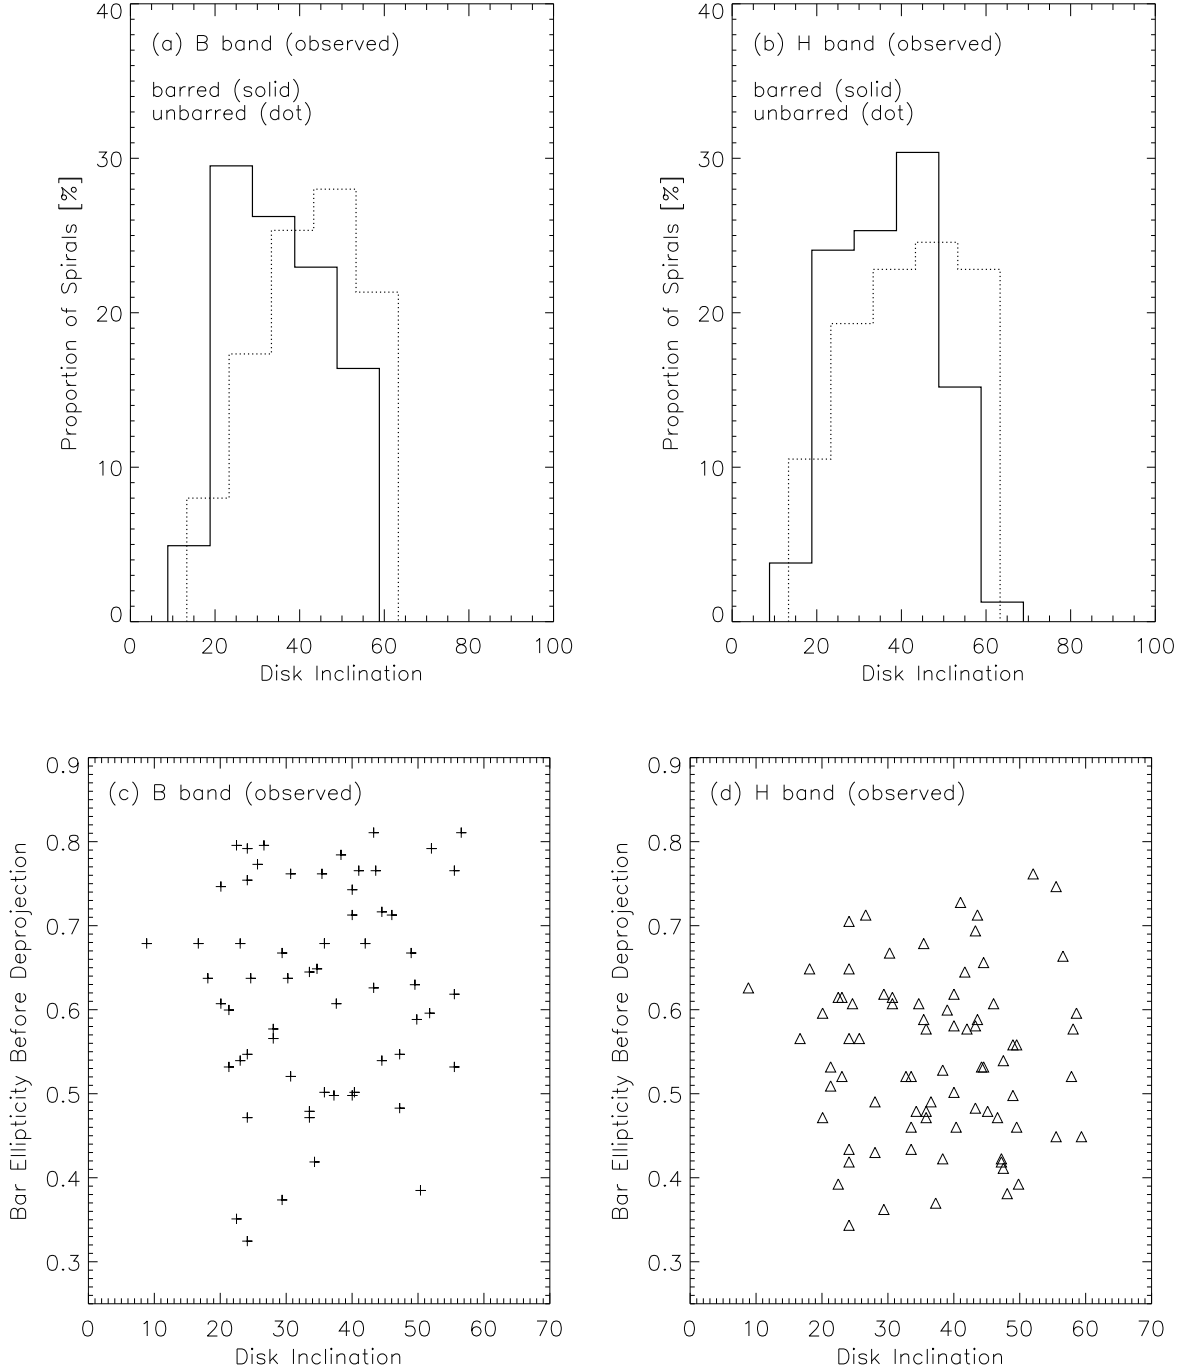 (a) B band (observed)
barred (solid)
unbarred (dot)
40
30
20
10
0
Proportion of Spirals [%]
0 20 40 60 80 100
Disk Inclination
(b) H band (observed)
barred (solid)
unbarred (dot)
40
30
20
10
0
Proportion of Spirals [%]
0 20 40 60 80 100
Disk Inclination
(c) B band (observed)
0.9
0.8
0.7
0.6
0.5
0.4
0.3
Bar Ellipticity Before Deprojection
0 10 20 30 40 50 60 70
Disk Inclination
(d) H band (observed)
0.9
0.8
0.7
0.6
0.5
0.4
0.3
Bar Ellipticity Before Deprojection
0 10 20 30 40 50 60 70
Disk Inclination